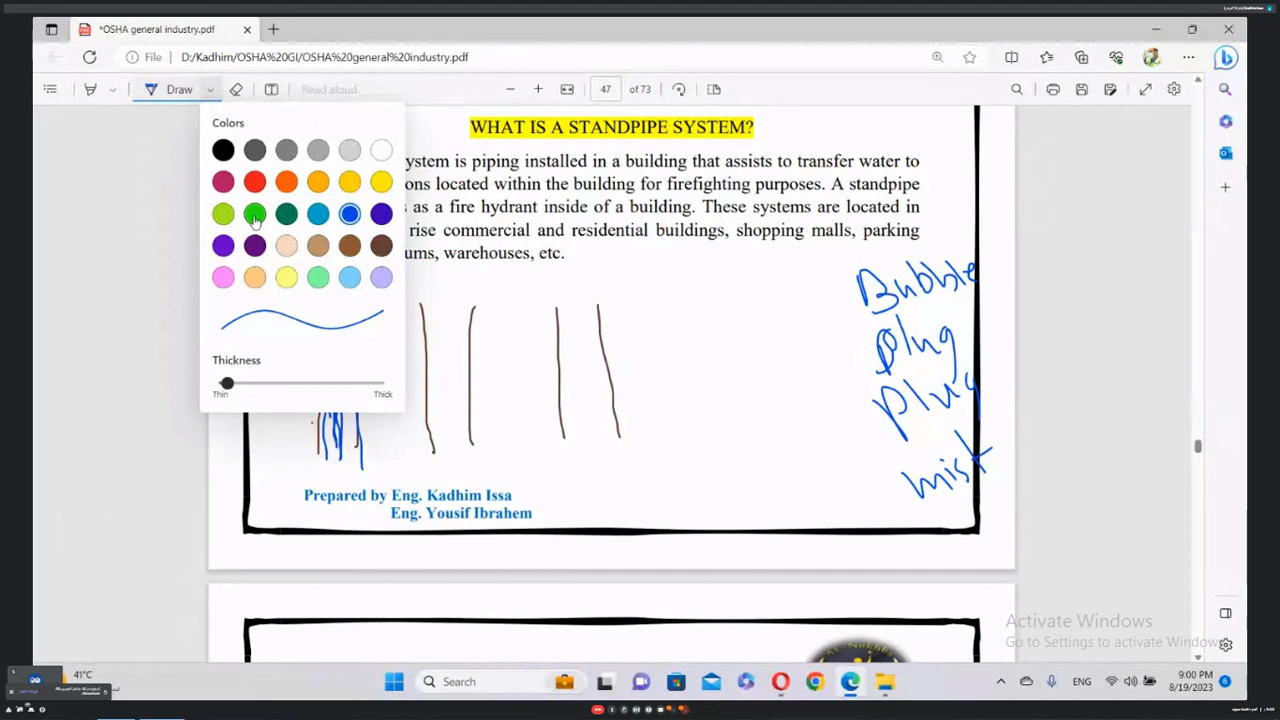 *OSHA general industry.pdf
File D:/Kadhim/OSHA%20GI/OSHA%20general%20industry.pdf
Draw Read aloud 47 of 73
Colors
Thickness
Thin Thick
WHAT IS A STANDPIPE SYSTEM?
ystem is piping installed in a building that assists to transfer water to
ons located within the building for firefighting purposes. A standpipe
s as a fire hydrant inside of a building. These systems are located in
rise commercial and residential buildings, shopping malls, parking
ums, warehouses, etc.
Bubble
plug
plug
mist
Prepared by Eng. Kadhim Issa
Eng. Yousif Ibrahem
Activate Windows
Go to Settings to activate Windows.
41°C
Search
ENG
9:00 PM
8/19/2023